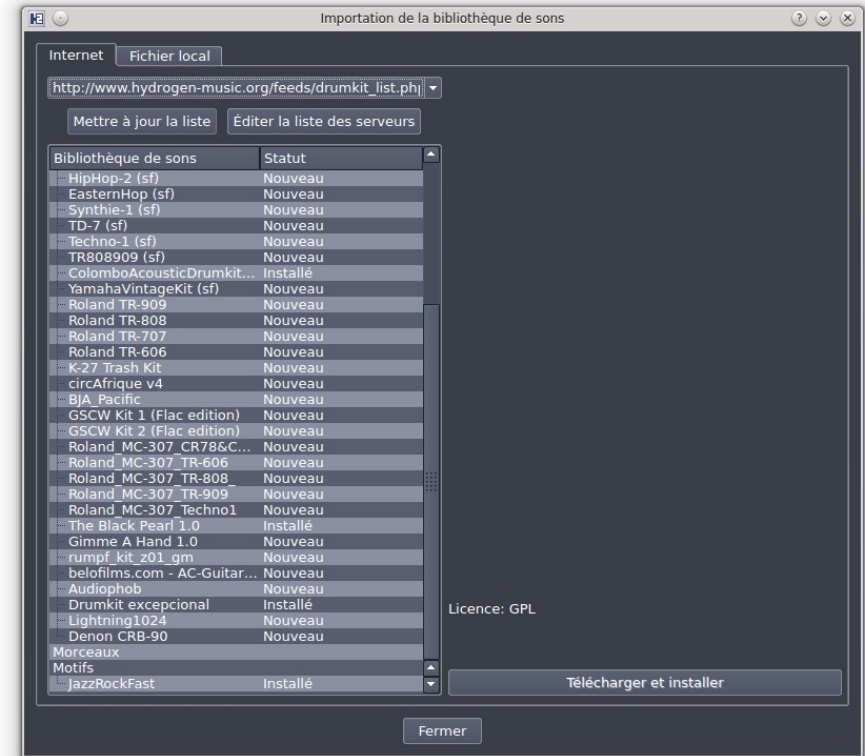 Importation de la bibliothèque de sons
Internet Fichier local
http://www.hydrogen-music.org/feeds/drumkit_list.php
Mettre à jour la liste Éditer la liste des serveurs
Bibliothèque de sons Statut
HipHop-2 (sf) Nouveau
EasternHop (sf) Nouveau
Synthie-1 (sf) Nouveau
TD-7 (sf) Nouveau
Techno-1 (sf) Nouveau
TR808909 (sf) Nouveau
ColomboAcousticDrumkit... Installé
YamahaVintageKit (sf) Nouveau
Roland TR-909 Nouveau
Roland TR-808 Nouveau
Roland TR-707 Nouveau
Roland TR-606 Nouveau
K-27 Trash Kit Nouveau
circAfrique v4 Nouveau
BJA_Pacific Nouveau
GSCW Kit 1 (Flac edition) Nouveau
GSCW Kit 2 (Flac edition) Nouveau
Roland_MC-307_CR78&C... Nouveau
Roland_MC-307_TR-606 Nouveau
Roland_MC-307_TR-808_ Nouveau
Roland_MC-307_TR-909 Nouveau
Roland_MC-307_Techno1 Nouveau
The Black Pearl 1.0 Installé
Gimme A Hand 1.0 Nouveau
rumpf_kit_z01_gm Nouveau
belofilms.com - AC-Guitar... Nouveau
Audiophob Nouveau
Drumkit excepcional Installé
Lightning1024 Nouveau
Denon CRB-90 Nouveau
Morceaux
Motifs
JazzRockFast Installé
Licence: GPL
Télécharger et installer
Fermer